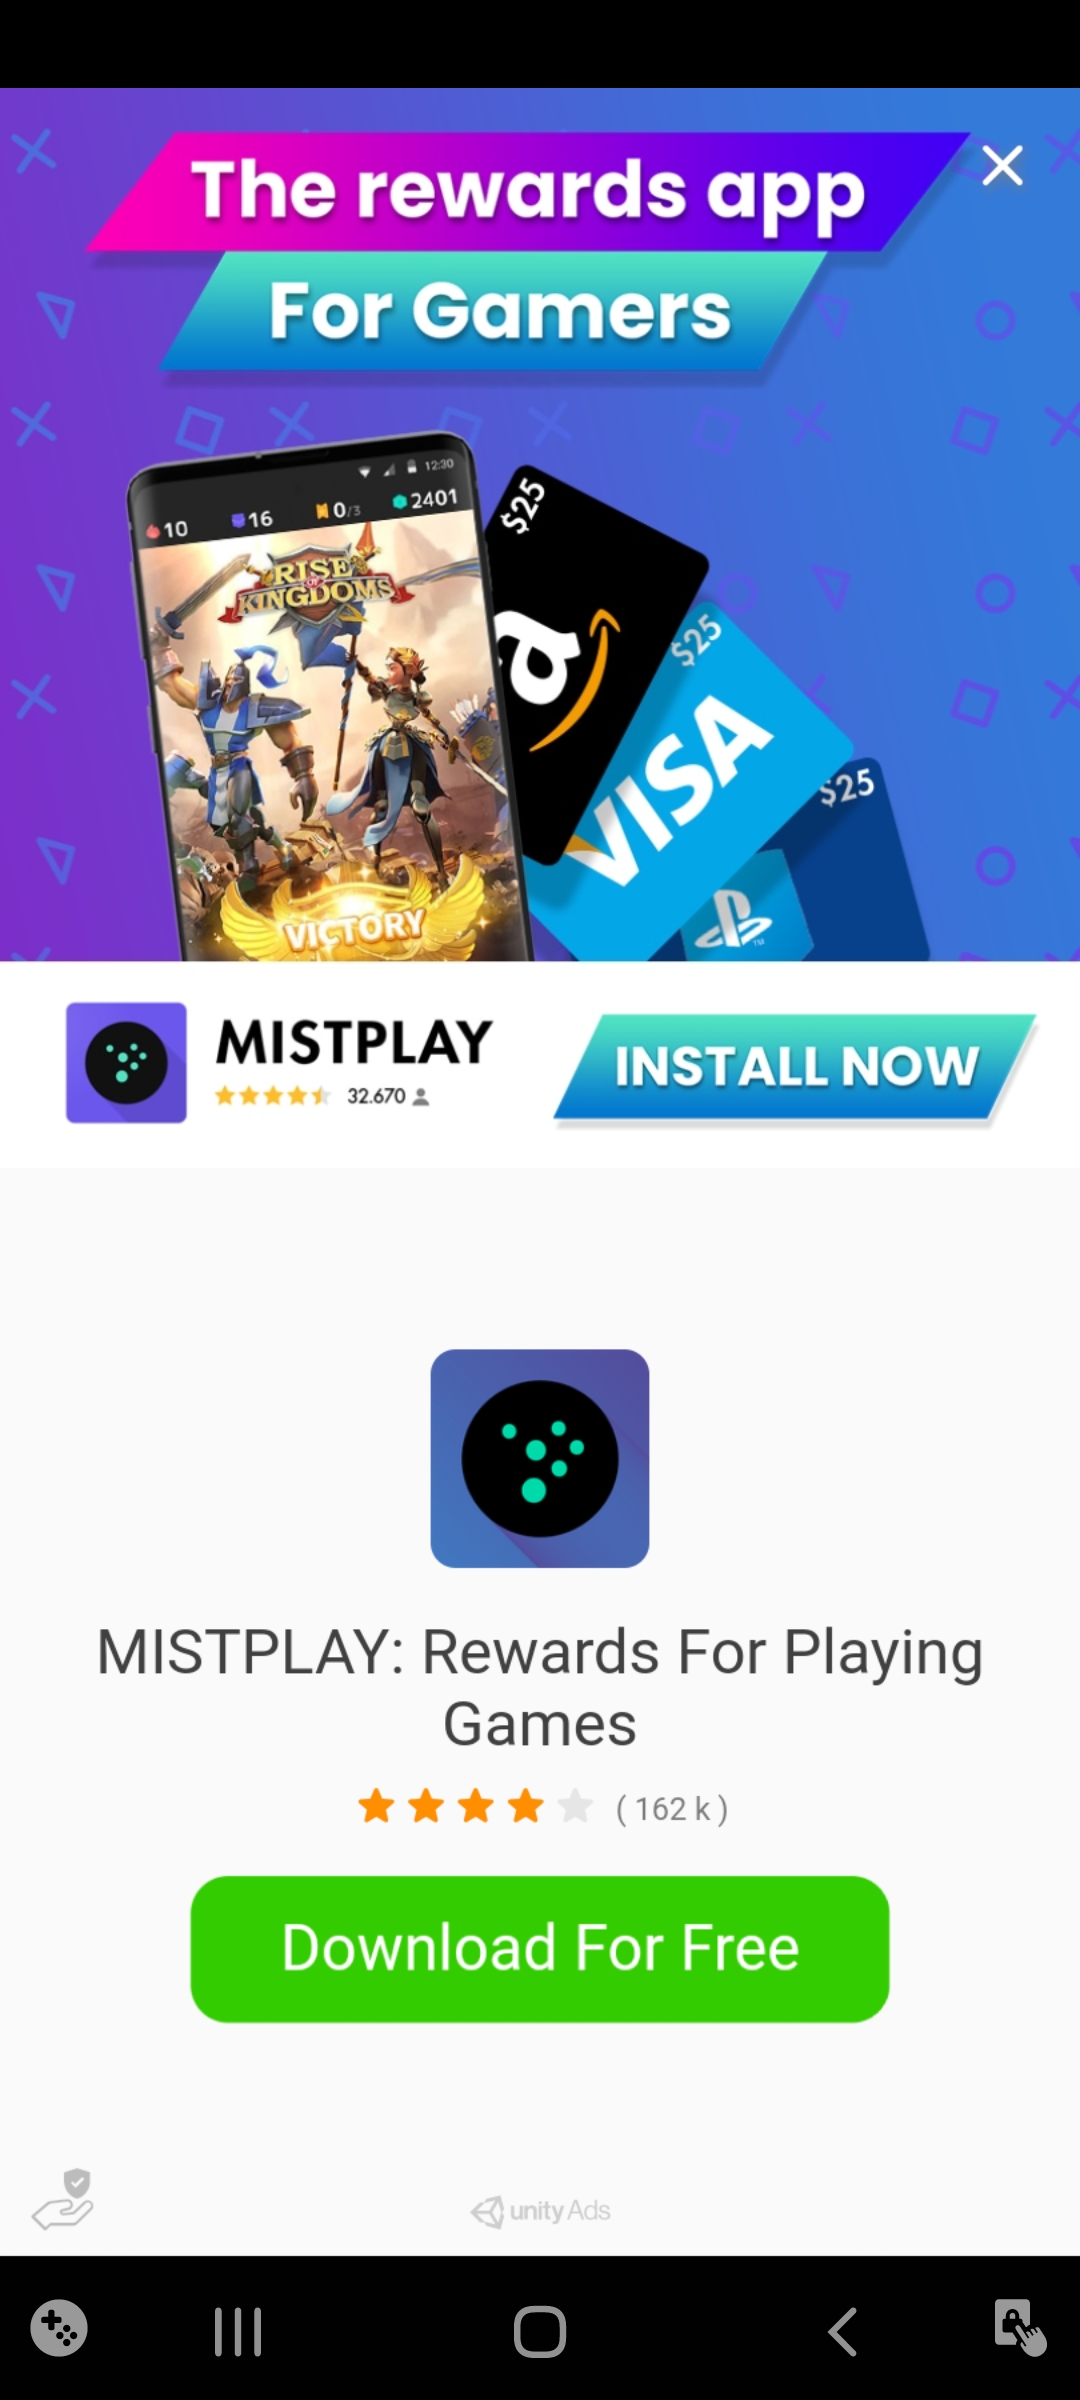 The rewards app
For Gamers
12:30
10 16 0/3 2401
RISE
OF
KINGDOMS
VICTORY
$25
a
$25
VISA
$25
TM
MISTPLAY
32.670
INSTALL NOW
MISTPLAY: Rewards For Playing
Games
( 162 k )
Download For Free
unity Ads